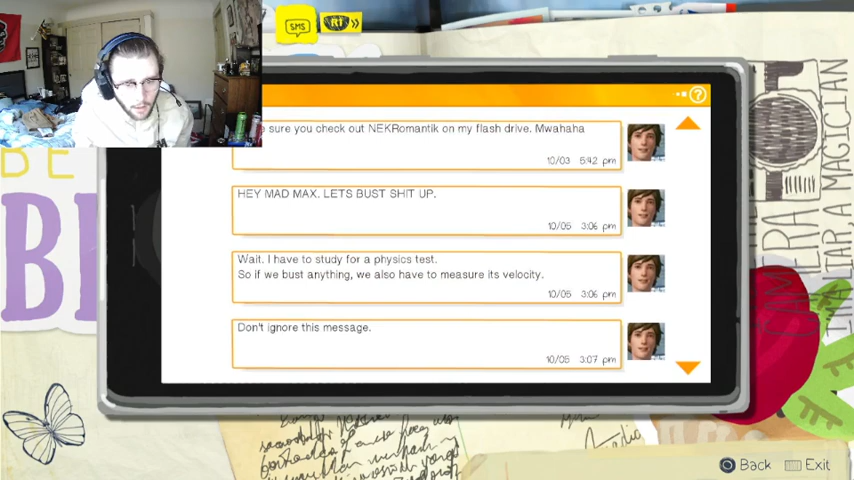 SMS
R1
?
sure you check out NEKRomantik on my flash drive. Mwahaha
10/03 5:42 pm
HEY MAD MAX. LETS BUST SHIT UP.
10/05 3:06 pm
Wait. I have to study for a physics test.
So if we bust anything, we also have to measure its velocity.
10/05 3:06 pm
Don't ignore this message.
10/05 3:07 pm
BE
CAMERA
I'M A LIAR, A MAGICIAN
Back
Exit